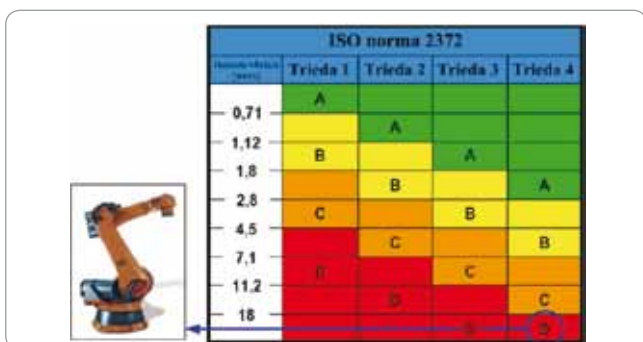 ISO norma 2372
Trieda 1 Trieda 2 Trieda 3 Trieda 4
A
0,71
A
1,12
B A
1,8
B A
2,8
C B
4,5
C B
7,1
D C
11,2
D C
18
D D